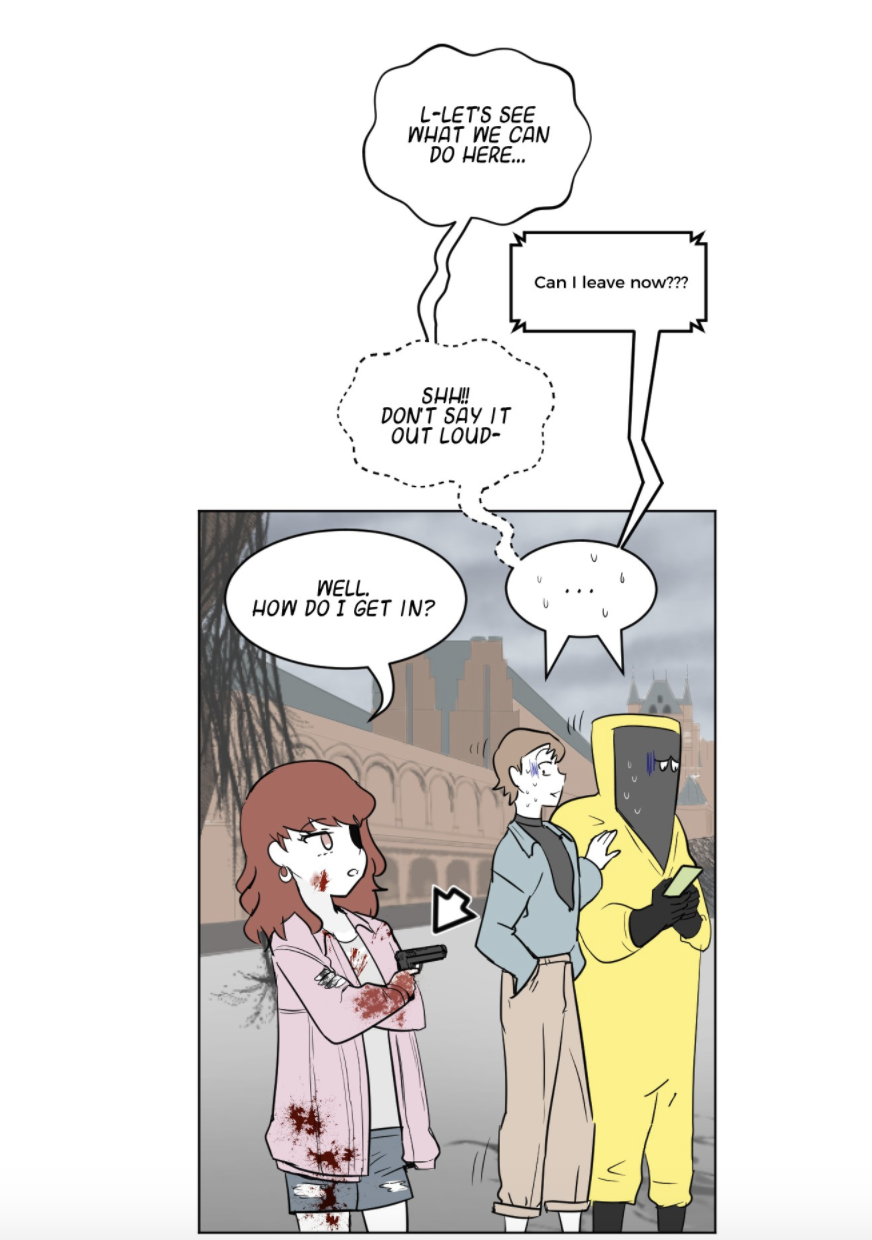 L-LET'S SEE
WHAT WE CAN
DO HERE...
Can I leave now???
SHH!!
DON'T SAY IT
OUT LOUD-
WELL,
HOW DO I GET IN?
...